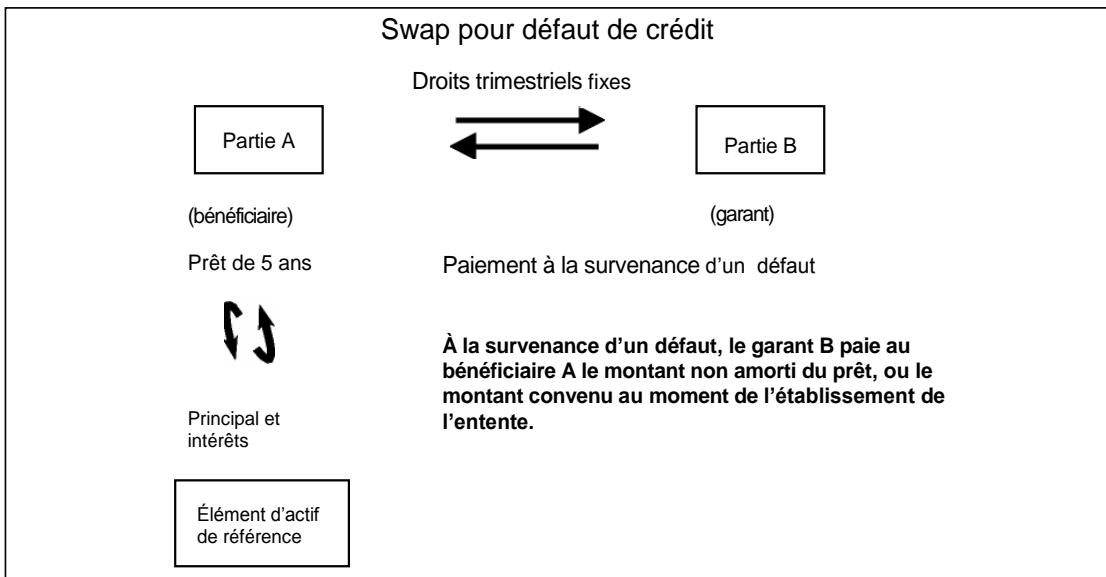 Swap pour défaut de crédit
Droits trimestriels fixes
Partie A
Partie B
(bénéficiaire)
(garant)
Prêt de 5 ans
Paiement à la survenance d'un défaut
À la survenance d'un défaut, le garant B paie au
bénéficiaire A le montant non amorti du prêt, ou le
montant convenu au moment de l'établissement de
l'entente.
Principal et
intérêts
Élément d'actif
de référence